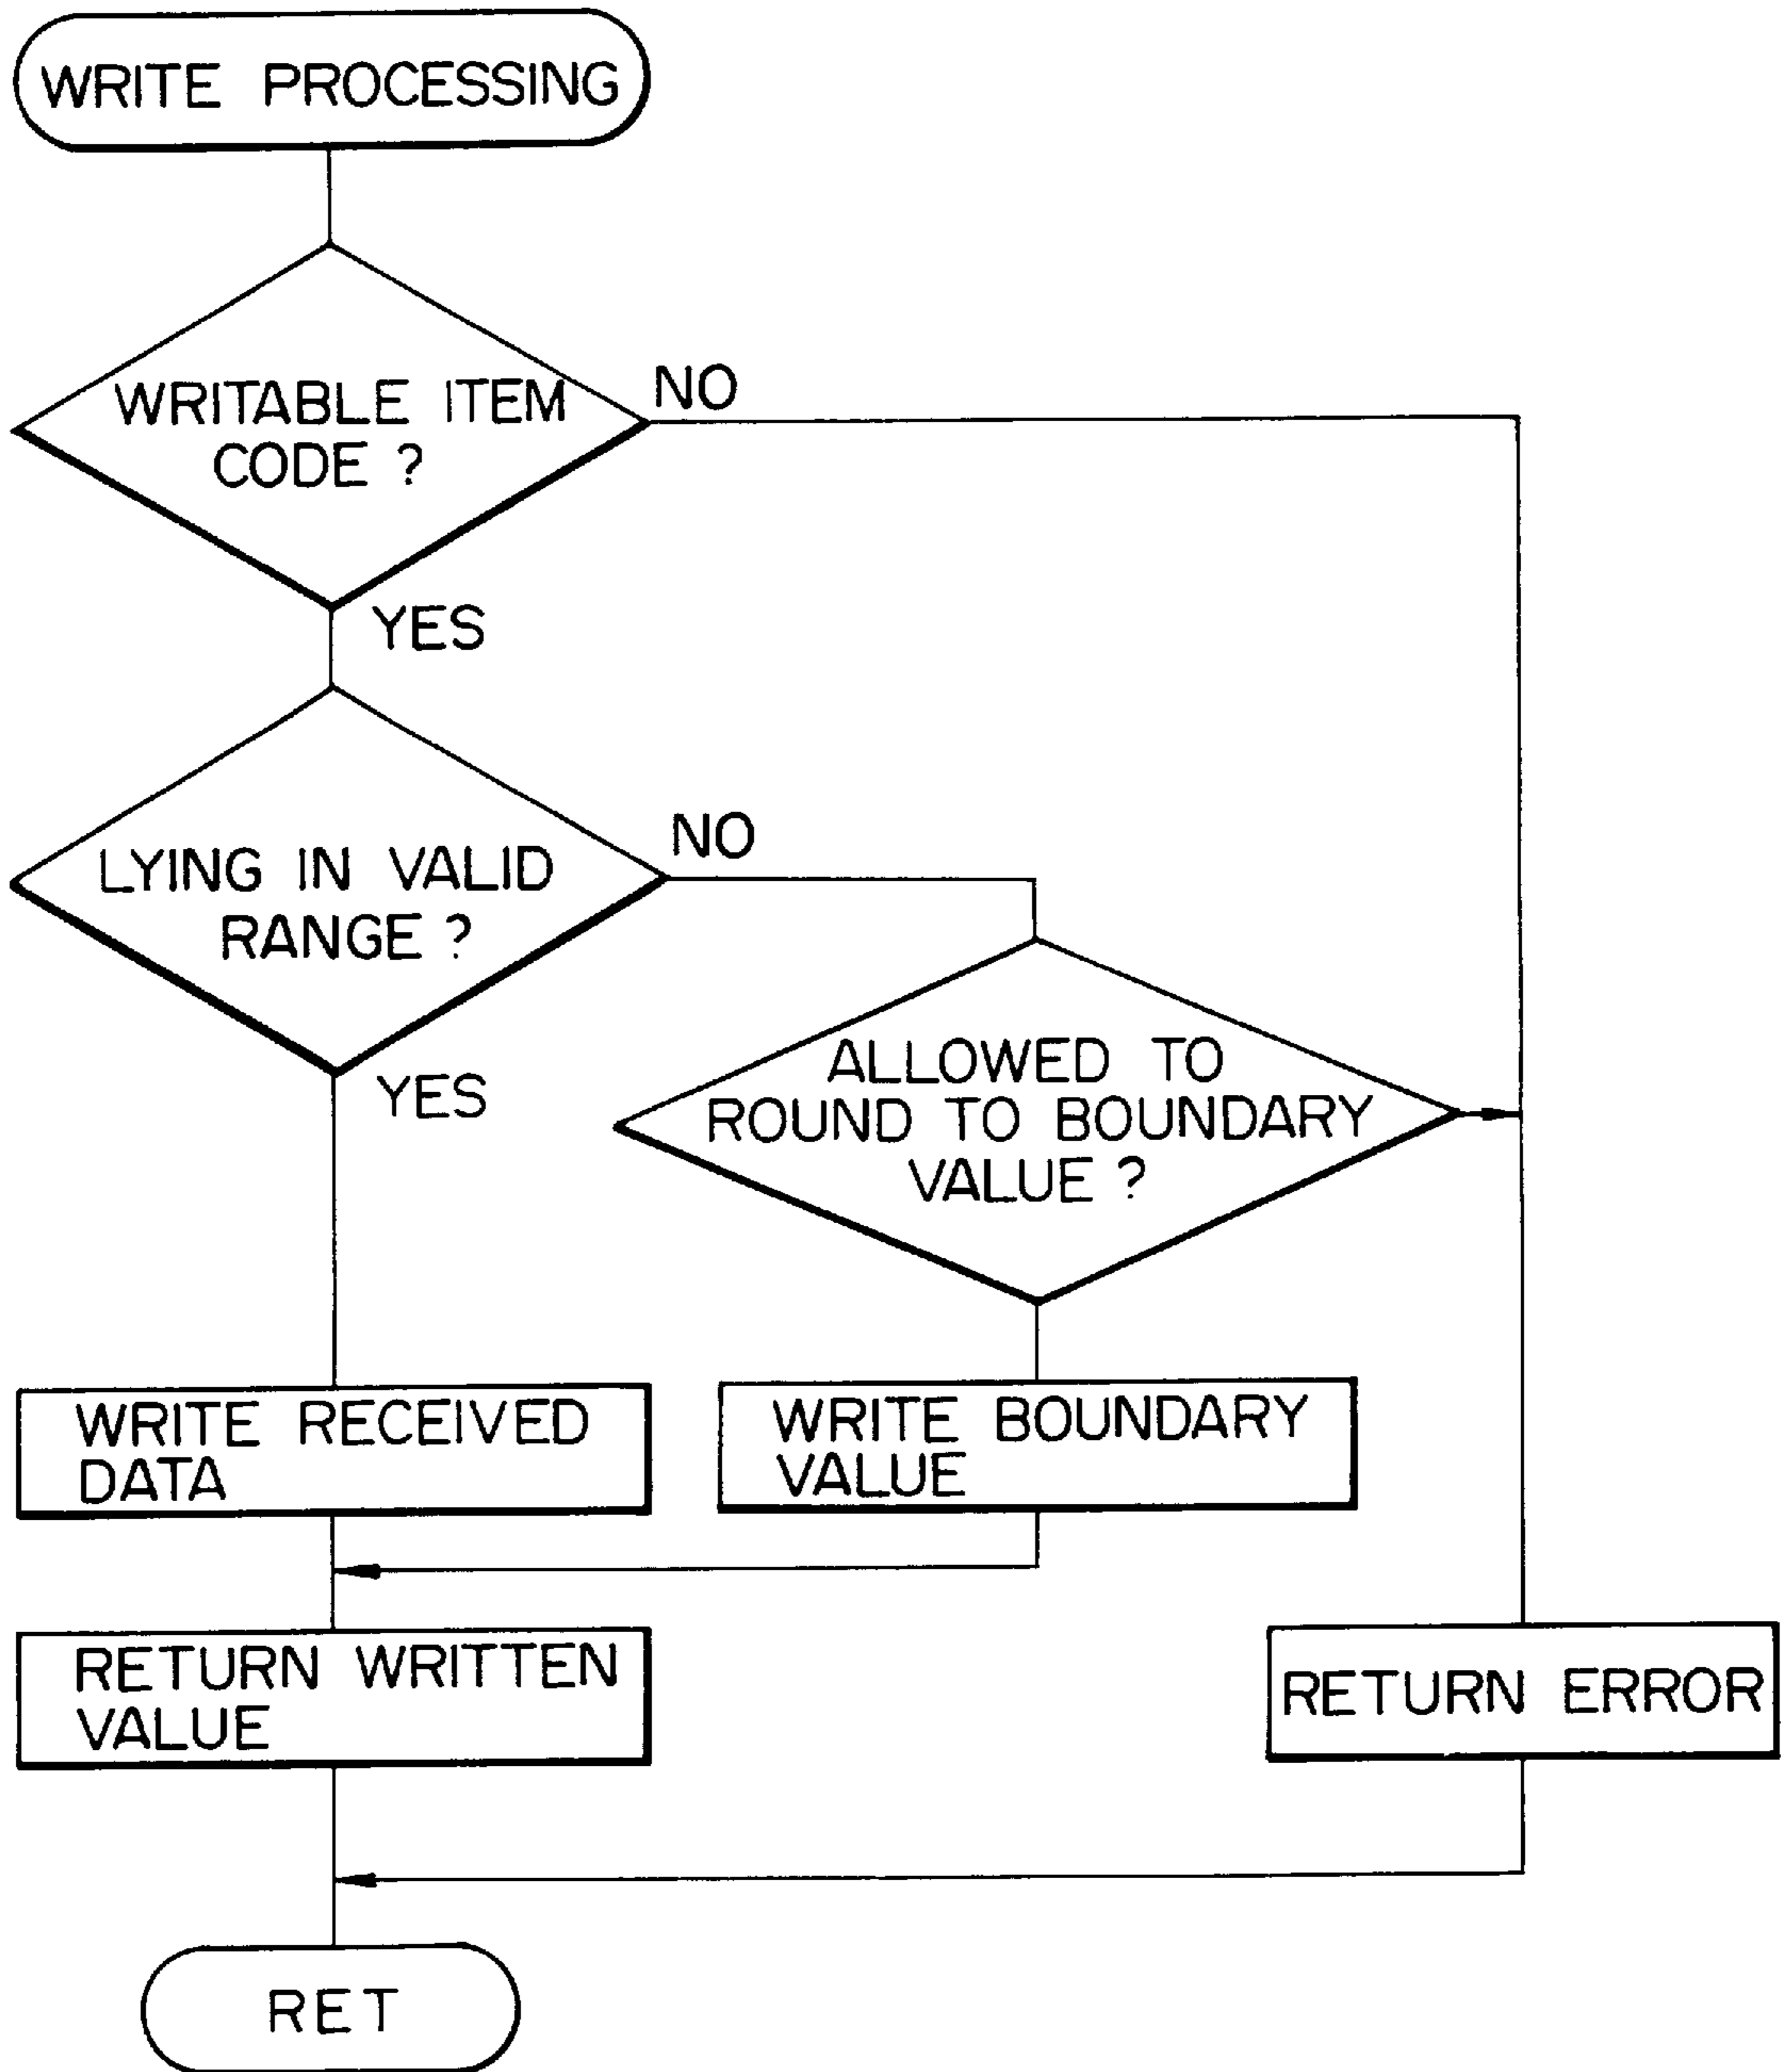 WRITE PROCESSING
WRITABLE ITEM
CODE ?
NO
YES
LYING IN VALID
RANGE ?
NO
YES
ALLOWED TO
ROUND TO BOUNDARY
VALUE ?
WRITE RECEIVED
DATA
WRITE BOUNDARY
VALUE
RETURN WRITTEN
VALUE
RETURN ERROR
RET